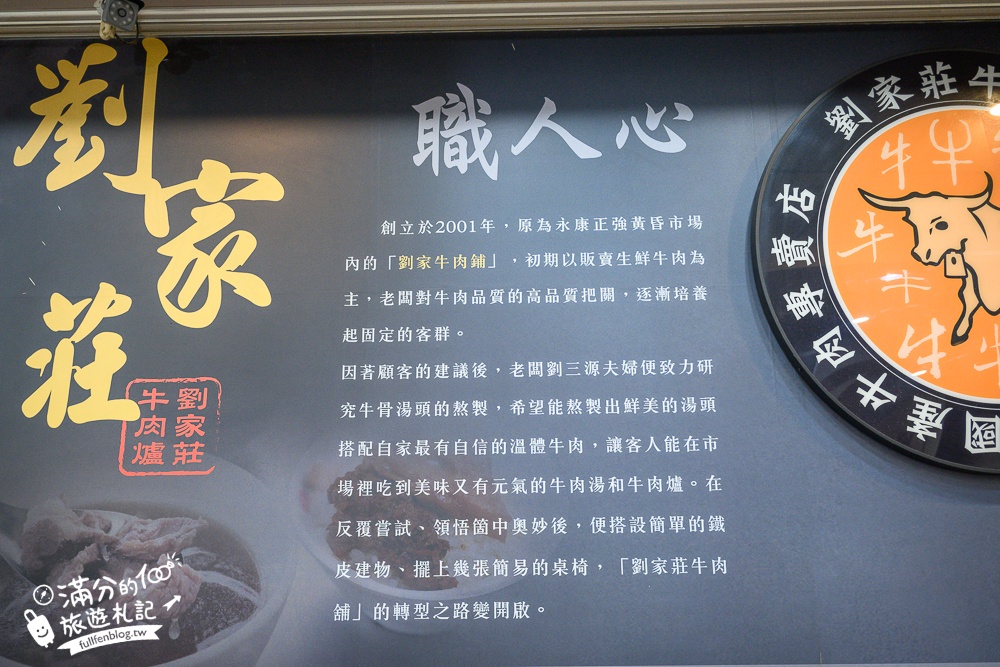 劉家莊
劉家莊
牛肉爐
職人心
創立於2001年，原為永康正強黃昏市場
內的「劉家牛肉鋪」，初期以販賣生鮮牛肉為
主，老闆對牛肉品質的高品質把關，逐漸培養
起固定的客群。
因著顧客的建議後，老闆劉三源夫婦便致力研
究牛骨湯頭的熬製，希望能熬製出鮮美的湯頭
搭配自家最有自信的溫體牛肉，讓客人能在市
場裡吃到美味又有元氣的牛肉湯和牛肉爐。在
反覆嘗試、領悟箇中奧妙後，便搭設簡單的鐵
皮建物、擺上幾張簡易的桌椅，「劉家莊牛肉
舖」的轉型之路變開啟。
劉家莊牛
國產牛肉專賣店
牛
牛
牛
牛
滿分的100
旅遊札記
fullfenblog.tw